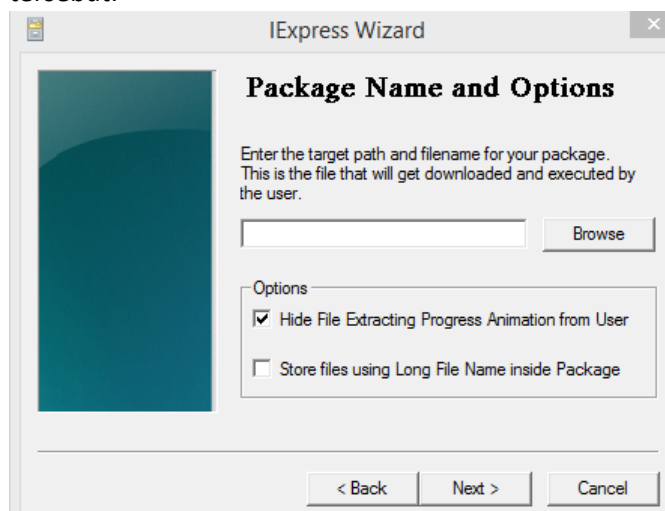 tersebut.
IExpress Wizard
Package Name and Options
Enter the target path and filename for your package.
This is the file that will get downloaded and executed by
the user.
Browse
Options
Hide File Extracting Progress Animation from User
Store files using Long File Name inside Package
< Back
Next >
Cancel